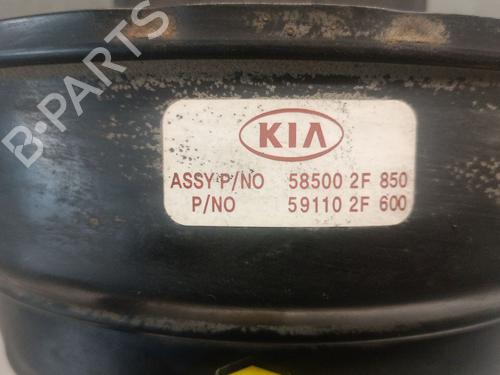 B-PARTS
KIA
ASSY P/NO 58500 2F 850
P/NO 59110 2F 600